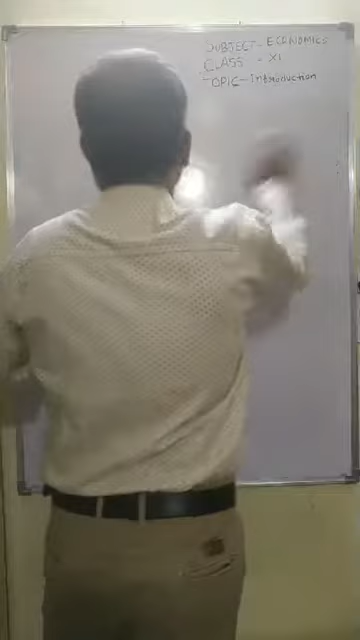 SUBJECT - ECONOMICS
CLASS - XI
TOPIC - Introduction